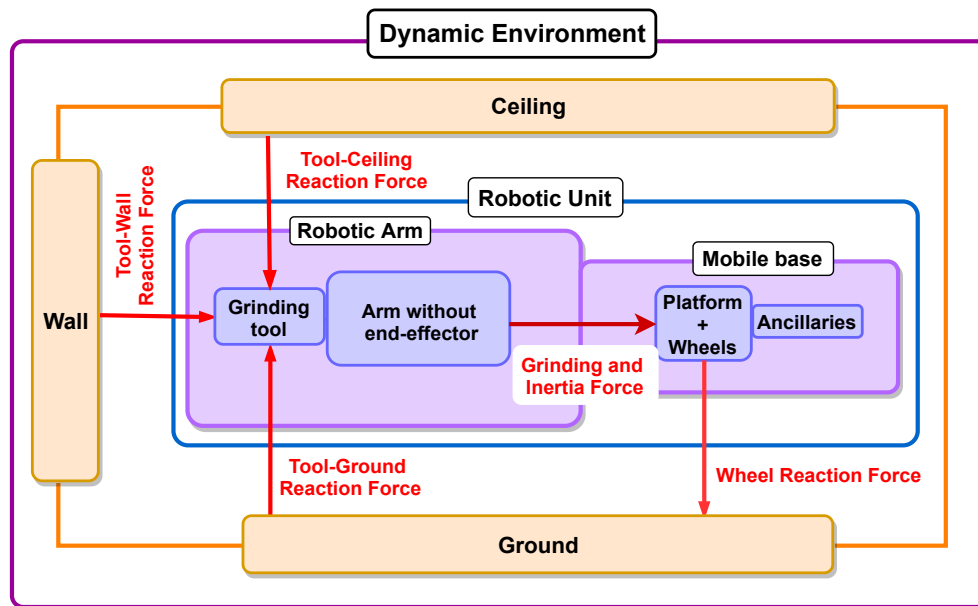 Dynamic Environment
Ceiling
Tool-Ceiling
Reaction Force
Tool-Wall
Reaction Force
Robotic Unit
Robotic Arm
Mobile base
Wall
Grinding
tool
Arm without
end-effector
Platform
+
Wheels
Ancillaries
Grinding and
Inertia Force
Tool-Ground
Reaction Force
Wheel Reaction Force
Ground